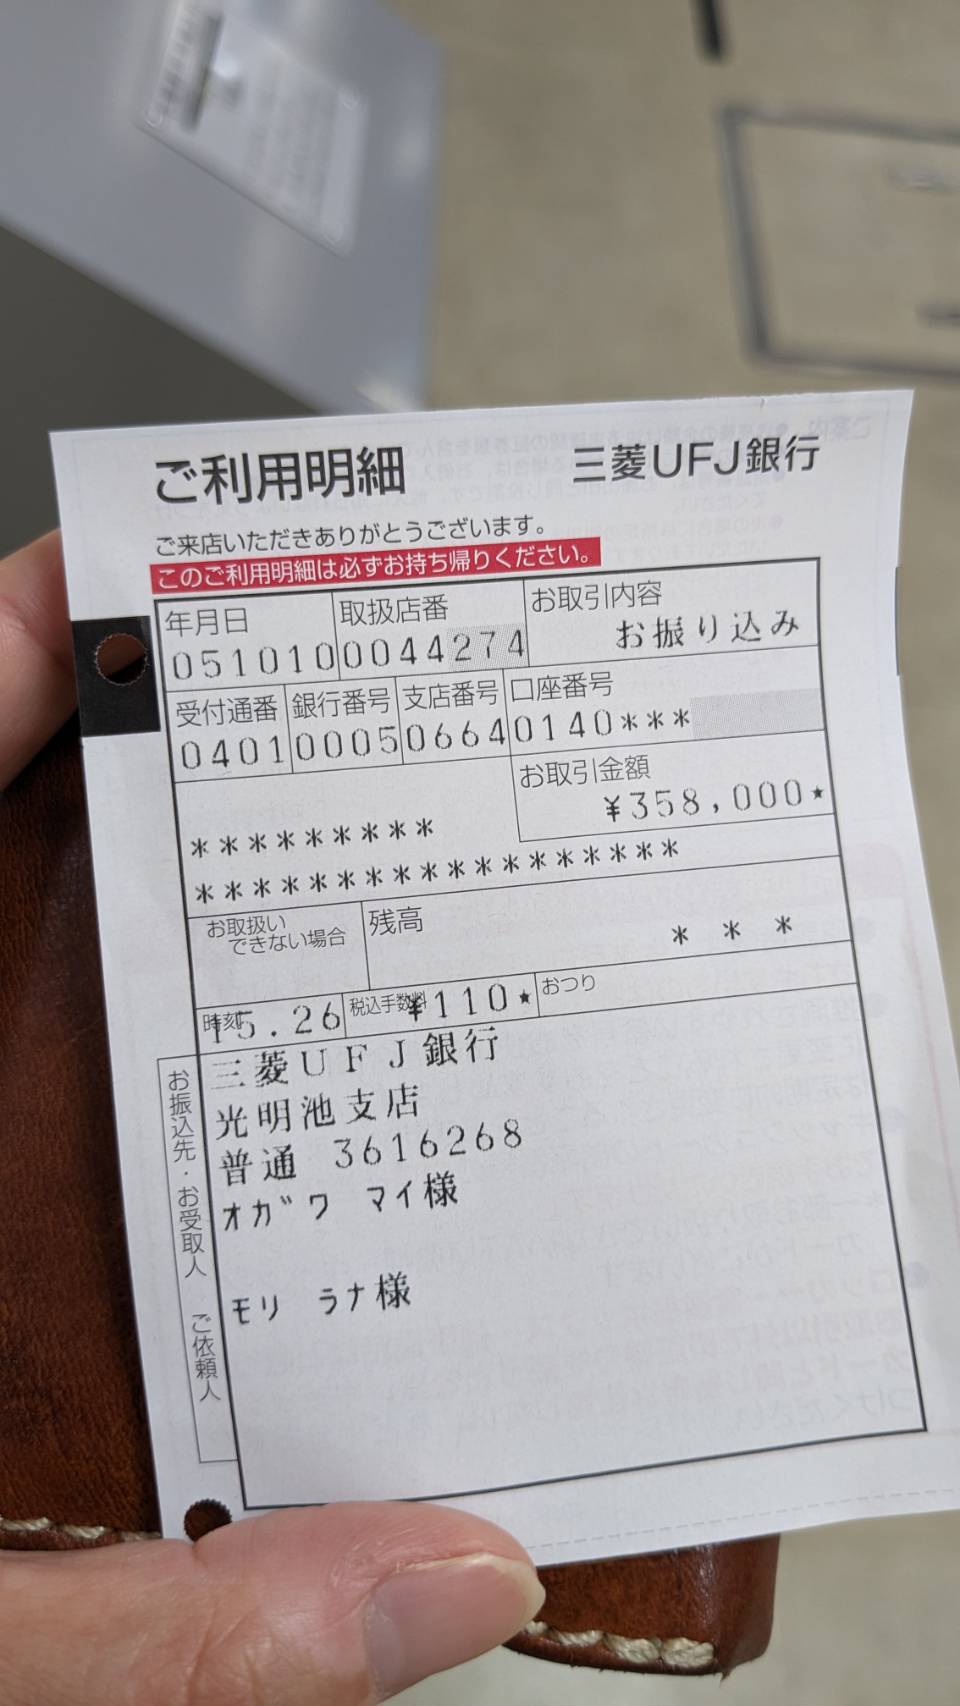 ご利用明細 三菱UFJ銀行
ご来店いただきありがとうございます。
このご利用明細は必ずお持ち帰りください。
年月日 取扱店番 お取引内容
051010 0044274 お振り込み
受付通番 銀行番号 支店番号 口座番号
0401 0005 0664 0140***
お取引金額
¥358,000★
*********
******************
お取扱いできない場合 残高
* * *
時刻 税込手数料 おつり
15.26 ¥110★
お振込先・お受取人 ご依頼人
三菱UFJ銀行
光明池支店
普通 3616268
オガワ マイ様
モリ ラナ様